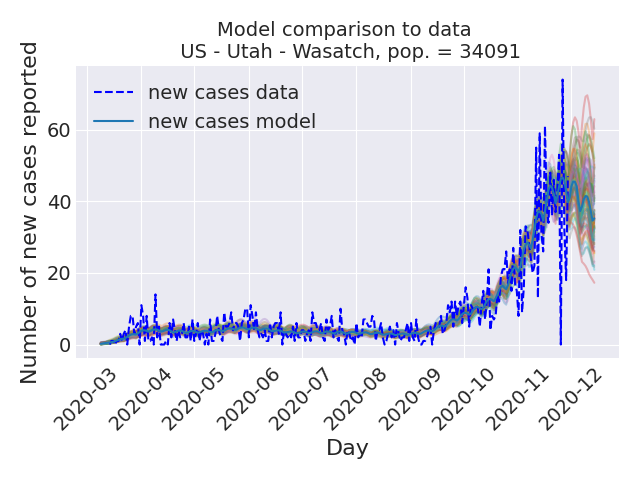 Model comparison to data
US - Utah - Wasatch, pop. = 34091
new cases data
new cases model
Number of new cases reported
60
40
20
0
2020-03
2020-04
2020-05
2020-06
2020-07
2020-08
2020-09
2020-10
2020-11
2020-12
Day